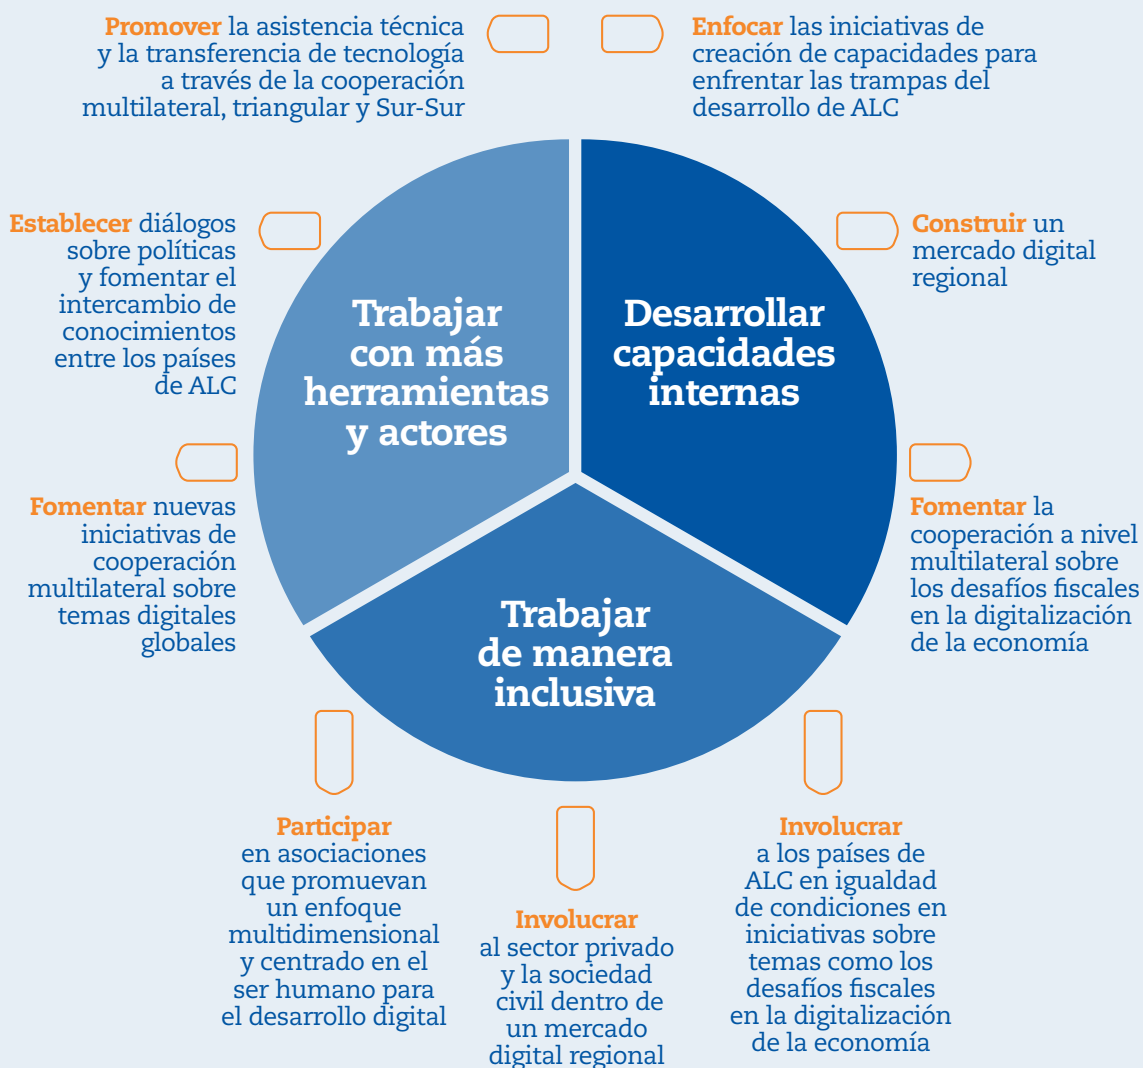 Promover la asistencia técnica
y la transferencia de tecnología
a través de la cooperación
multilateral, triangular y Sur-Sur
Enfocar las iniciativas de
creación de capacidades para
enfrentar las trampas del
desarrollo de ALC
Establecer diálogos
sobre políticas
y fomentar el
intercambio de
conocimientos
entre los países
de ALC
Construir un
mercado digital
regional
Trabajar
con más
herramientas
y actores
Desarrollar
capacidades
internas
Fomentar nuevas
iniciativas de
cooperación
multilateral sobre
temas digitales
globales
Fomentar la
cooperación a nivel
multilateral sobre
los desafíos fiscales
en la digitalización
de la economía
Trabajar
de manera
inclusiva
Participar
en asociaciones
que promuevan
un enfoque
multidimensional
y centrado en el
ser humano para
el desarrollo digital
Involucrar
al sector privado
y la sociedad
civil dentro de
un mercado
digital regional
Involucrar
a los países de
ALC en igualdad
de condiciones en
iniciativas sobre
temas como los
desafíos fiscales
en la digitalización
de la economía